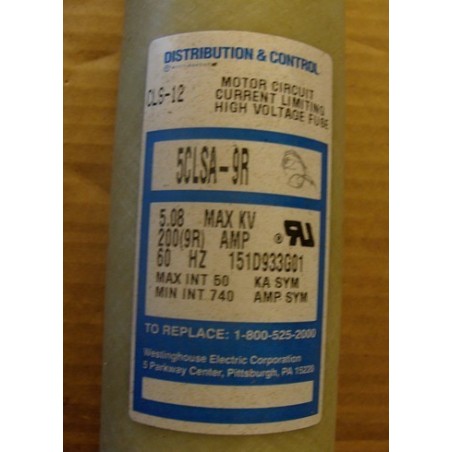 DISTRIBUTION & CONTROL
CLS-12
MOTOR CIRCUIT
CURRENT LIMITING
HIGH VOLTAGE FUSE
5CLSA-9R
5.08 MAX KV
200(9R) AMP
60 HZ 151D933G01
MAX INT 50 KA SYM
MIN INT 740 AMP SYM
TO REPLACE: 1-800-525-2000
Westinghouse Electric Corporation
5 Parkway Center, Pittsburgh, PA 15220